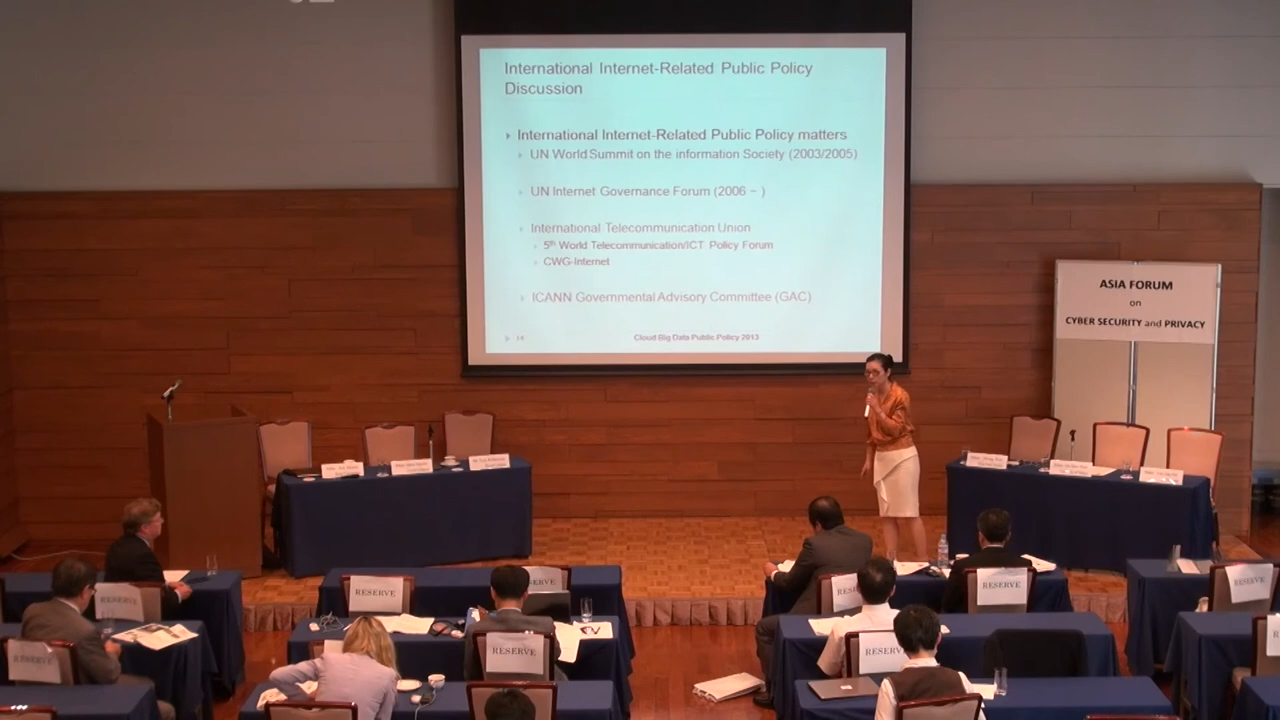 International Internet-Related Public Policy
Discussion
International Internet-Related Public Policy matters
UN World Summit on the information Society (2003/2005)
UN Internet Governance Forum (2006 − )
International Telecommunication Union
5th World Telecommunication/ICT Policy Forum
CWG-Internet
ICANN Governmental Advisory Committee (GAC)
14
Cloud Big Data Public Policy 2013
ASIA FORUM
on
CYBER SECURITY and PRIVACY
RESERVE
RESERVE
RESERVE
RESERVE
RESERVE
RESERVE
RESERVE
RESERVE
RESERVE